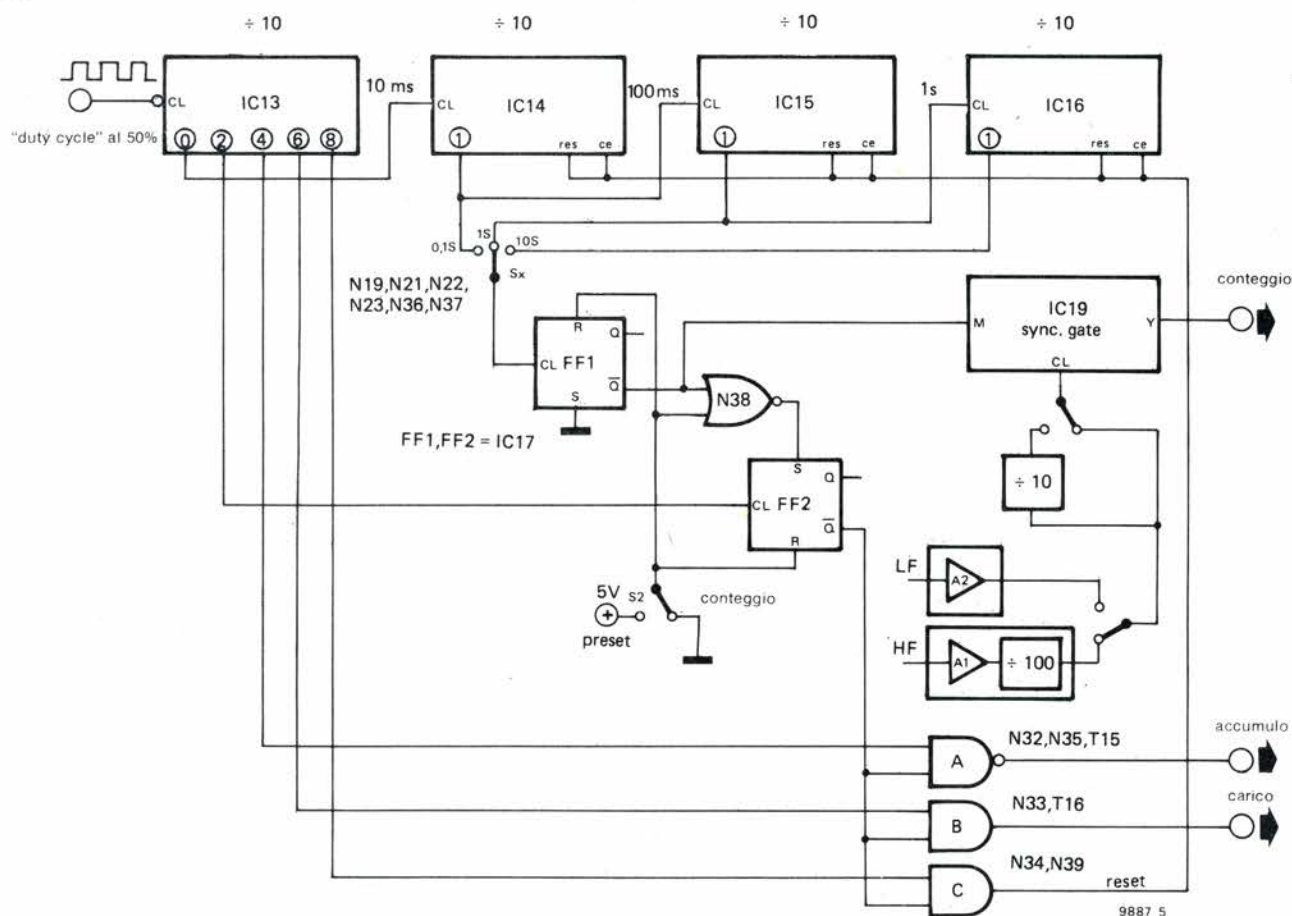 ÷ 10
÷ 10
÷ 10
÷ 10
"duty cycle" al 50%
CL
IC13
0
2
4
6
8
10 ms
CL
IC14
1
res
ce
100ms
CL
IC15
1
res
ce
1s
CL
IC16
1
res
ce
0,1S
1S
10S
Sx
N19,N21,N22,
N23,N36,N37
R
Q
CL
FF1
Q
S
FF1,FF2 = IC17
N38
M
IC19
sync. gate
Y
CL
conteggio
S
Q
CL
FF2
Q
R
÷ 10
5V
S2
conteggio
+
preset
LF
A2
HF
A1
÷ 100
A
N32,N35,T15
accumulo
B
N33,T16
carico
C
N34,N39
reset
9887 5